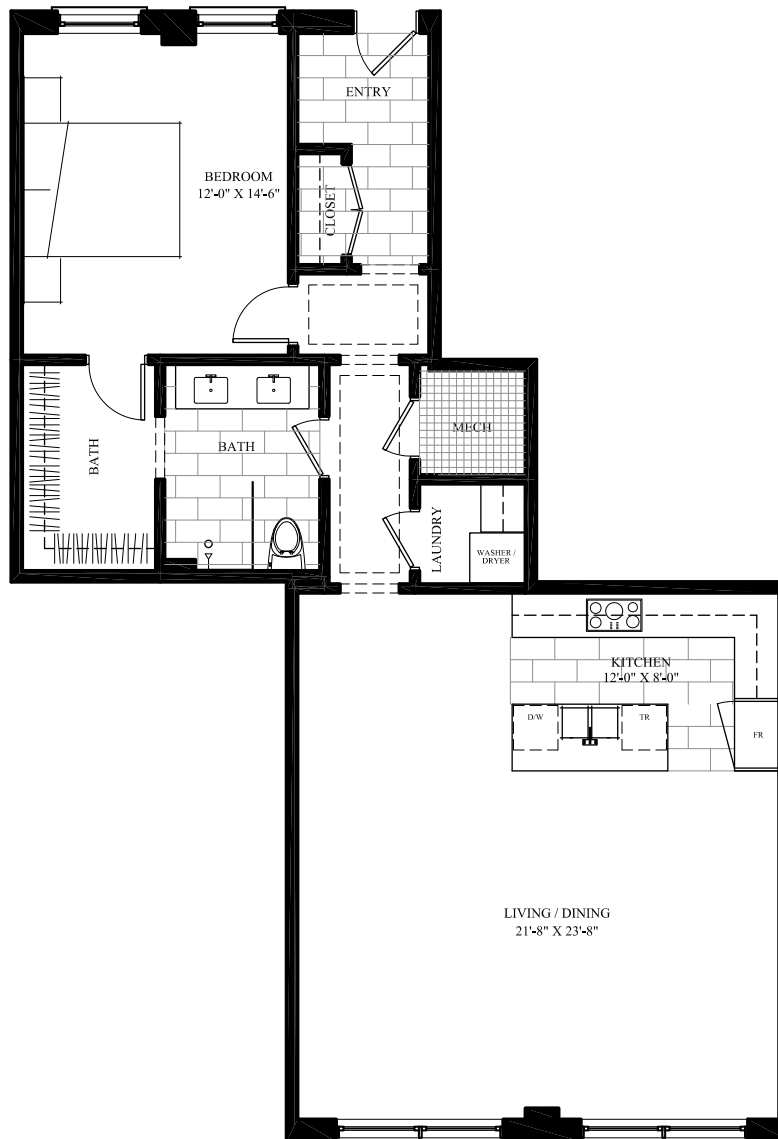 ENTRY
BEDROOM
12'-0" X 14'-6"
CLOSET
BATH
BATH
MECH
LAUNDRY
WASHER /
DRYER
KITCHEN
12'-0" X 8'-0"
D/W
TR
FR
LIVING / DINING
21'-8" X 23'-8"